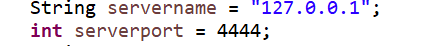 String servername = "127.0.0.1";
int serverport = 4444;